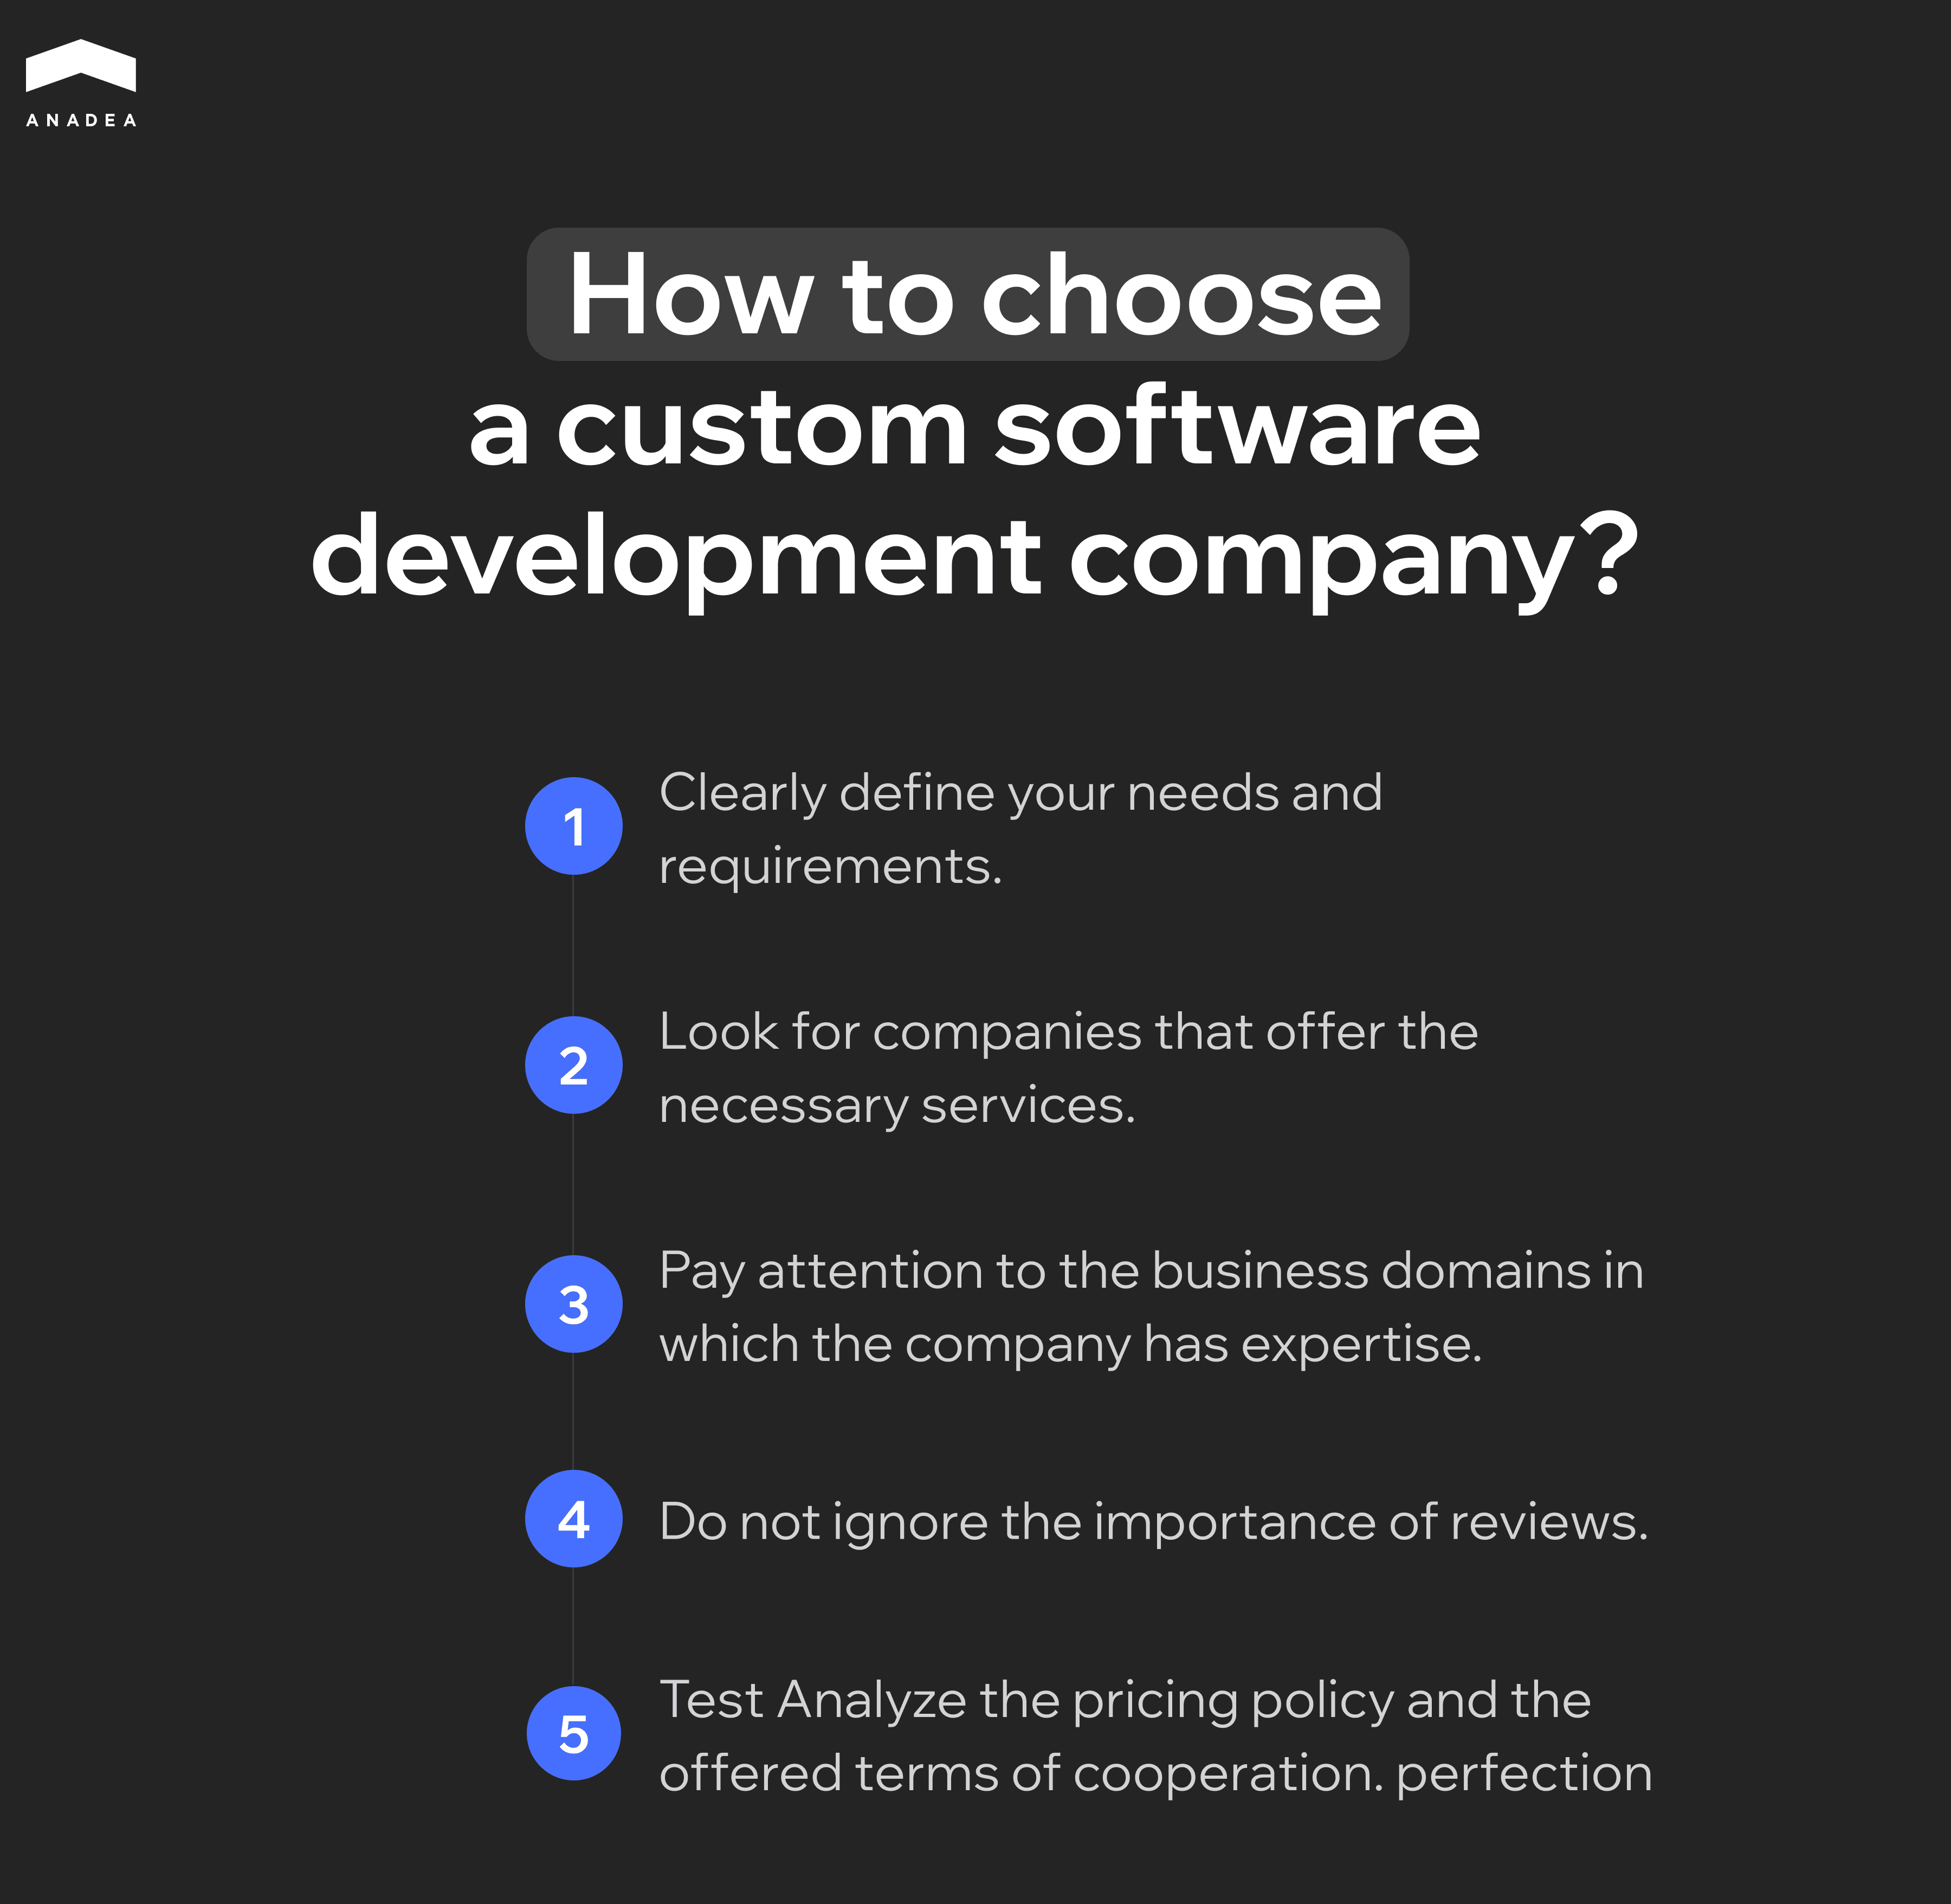 ANADEA
How to choose
a custom software
development company?
1
Clearly define your needs and
requirements.
2
Look for companies that offer the
necessary services.
3
Pay attention to the business domains in
which the company has expertise.
4
Do not ignore the importance of reviews.
5
Test Analyze the pricing policy and the
offered terms of cooperation. perfection